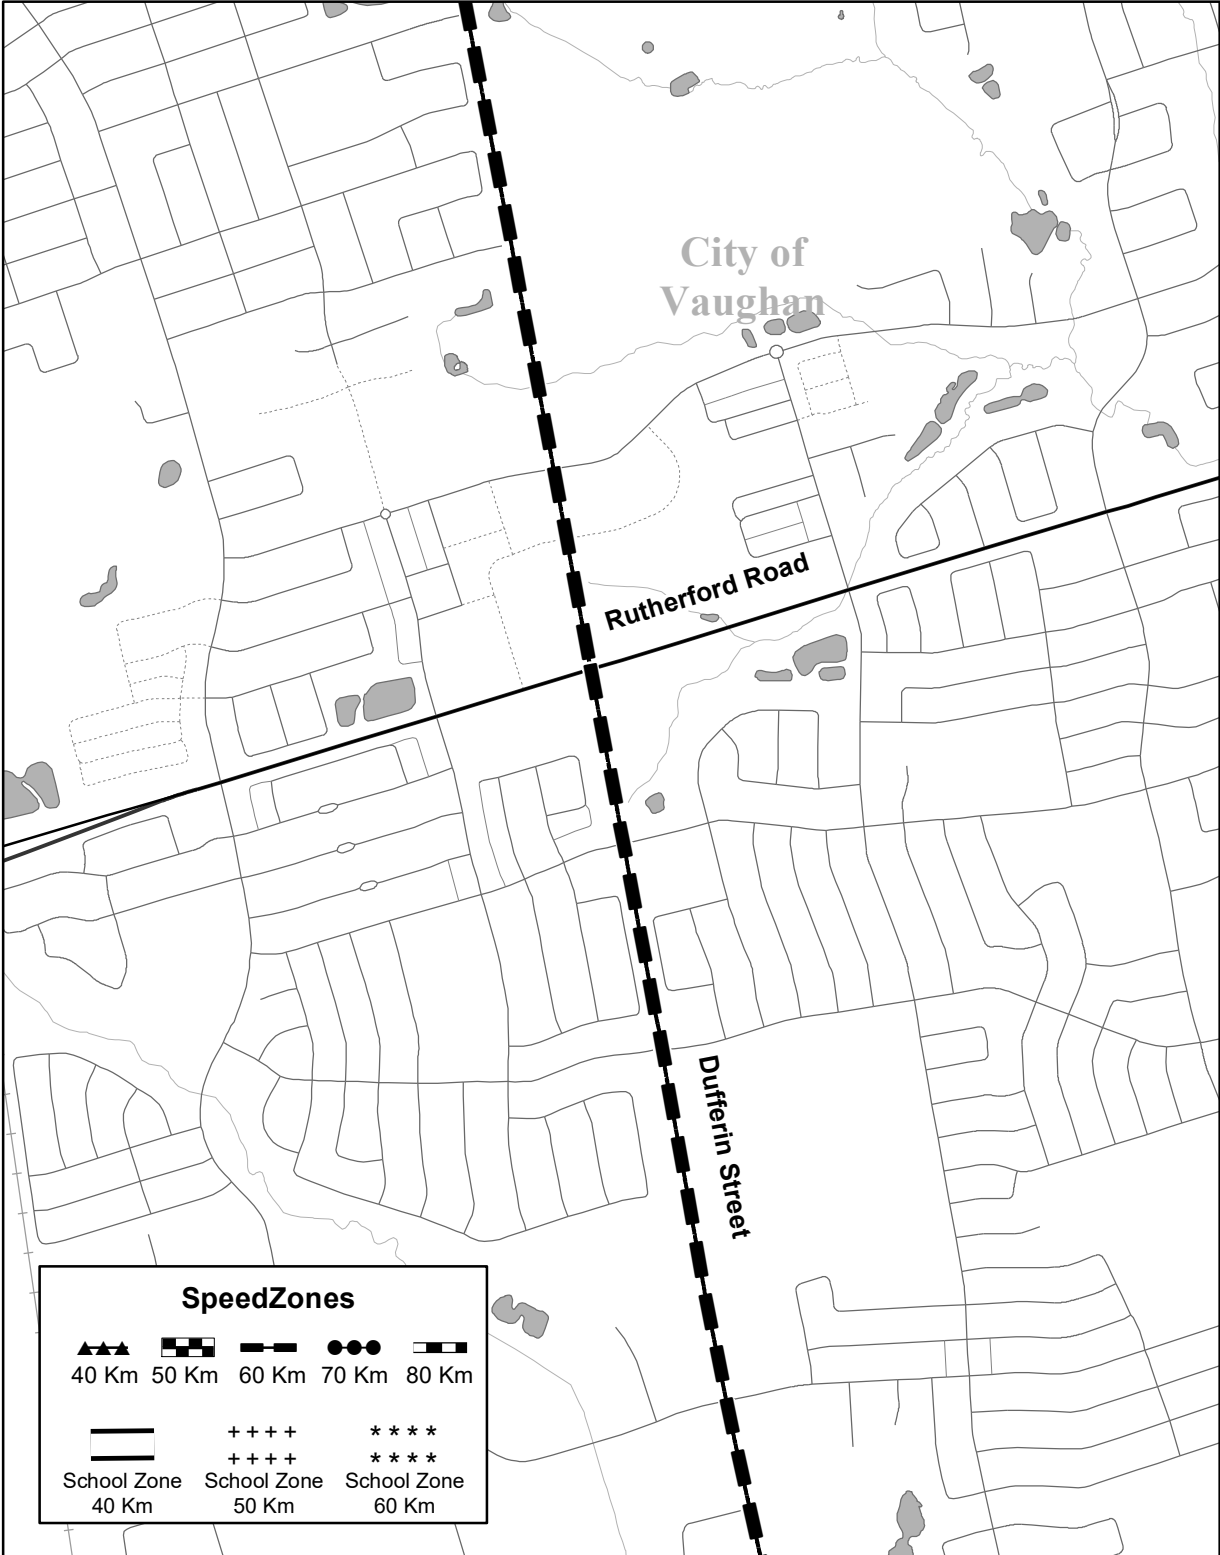 City of
Vaughan
Rutherford Road
Dufferin Street
SpeedZones
40 Km 50 Km 60 Km 70 Km 80 Km
++++ ****
++++ ****
School Zone School Zone School Zone
40 Km 50 Km 60 Km